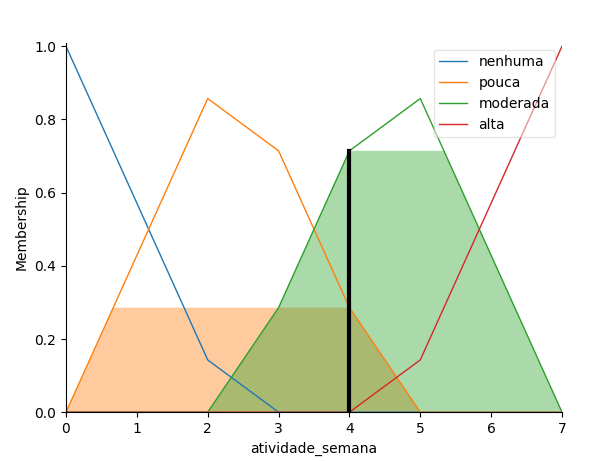 nenhuma
pouca
moderada
alta
Membership
1.0
0.8
0.6
0.4
0.2
0.0
0 1 2 3 4 5 6 7
atividade_semana